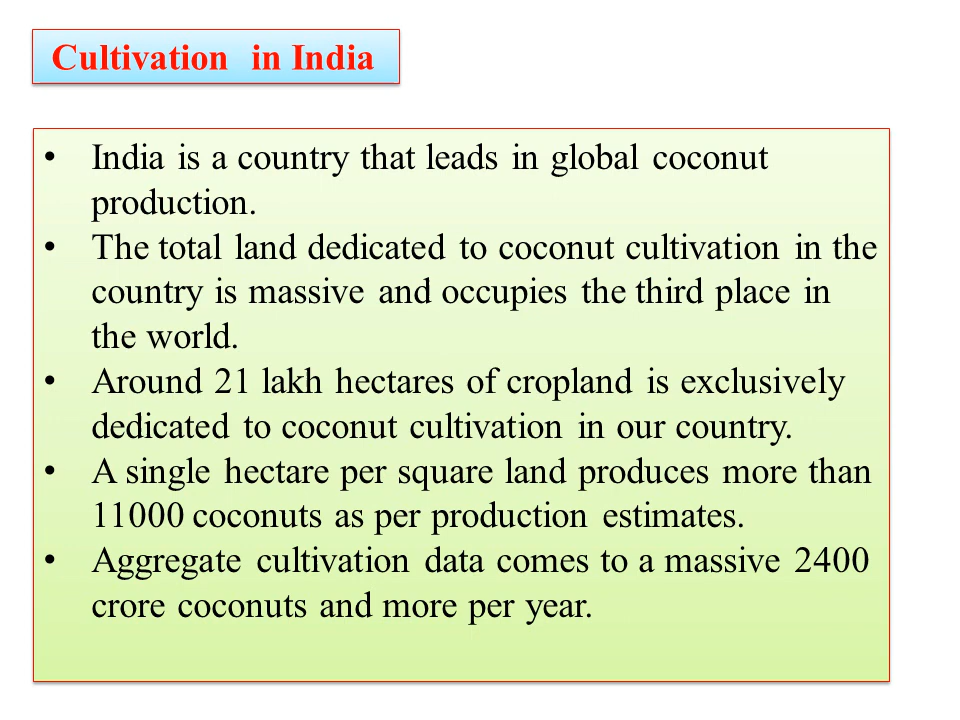 Cultivation in India
• India is a country that leads in global coconut
production.
• The total land dedicated to coconut cultivation in the
country is massive and occupies the third place in
the world.
• Around 21 lakh hectares of cropland is exclusively
dedicated to coconut cultivation in our country.
• A single hectare per square land produces more than
11000 coconuts as per production estimates.
• Aggregate cultivation data comes to a massive 2400
crore coconuts and more per year.